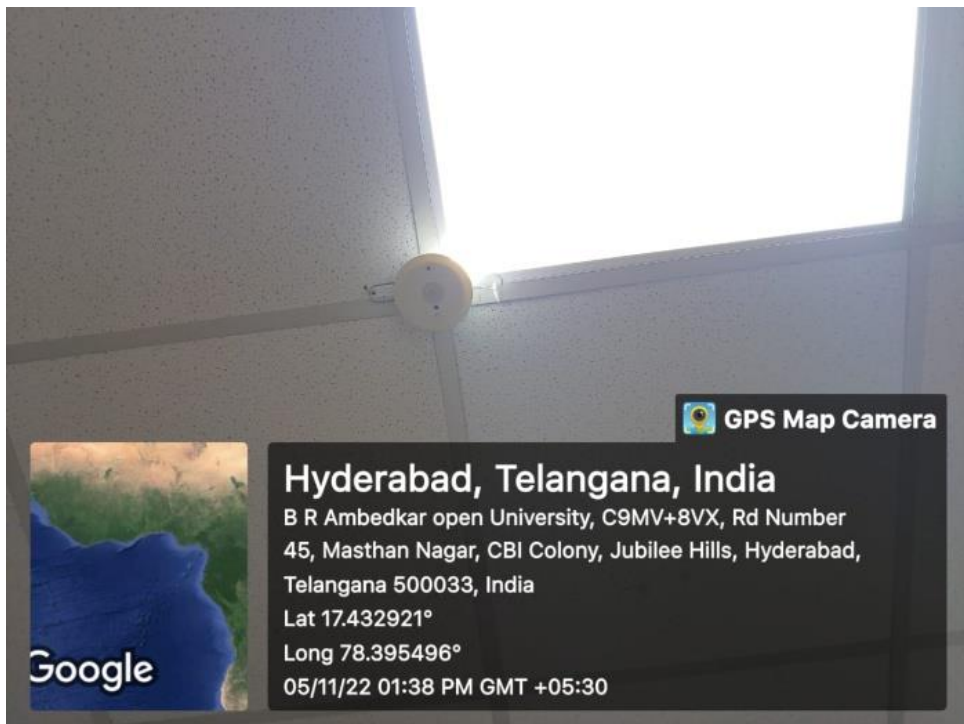 GPS Map Camera
Hyderabad, Telangana, India
B R Ambedkar open University, C9MV+8VX, Rd Number
45, Masthan Nagar, CBI Colony, Jubilee Hills, Hyderabad,
Telangana 500033, India
Lat 17.432921°
Long 78.395496°
05/11/22 01:38 PM GMT +05:30
Google